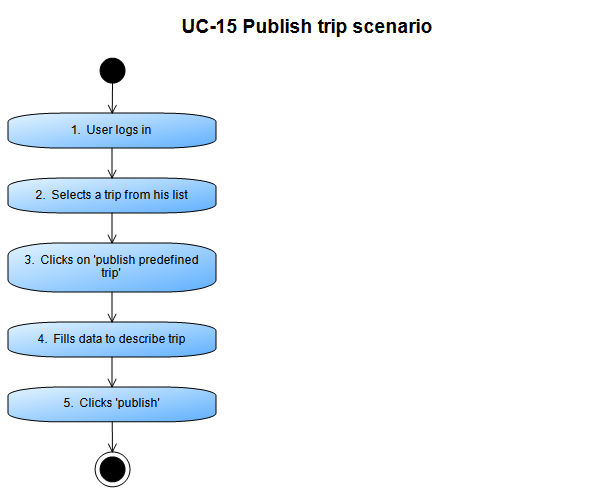 UC-15 Publish trip scenario
1. User logs in
2. Selects a trip from his list
3. Clicks on 'publish predefined
trip'
4. Fills data to describe trip
5. Clicks 'publish'